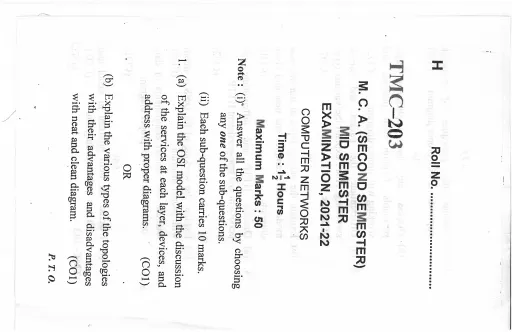 H
Roll No. ..............................
TMC–203
M. C. A. (SECOND SEMESTER)
MID SEMESTER
EXAMINATION, 2021-22
COMPUTER NETWORKS
Time : 1½ Hours
Maximum Marks : 50
Note : (i) Answer all the questions by choosing
any one of the sub-questions.
(ii) Each sub-question carries 10 marks.
1. (a) Explain the OSI model with the discussion
of the services at each layer, devices, and
address with proper diagrams. (CO1)
OR
(b) Explain the various types of the topologies
with their advantages and disadvantages
with neat and clean diagram. (CO1)
P. T. O.